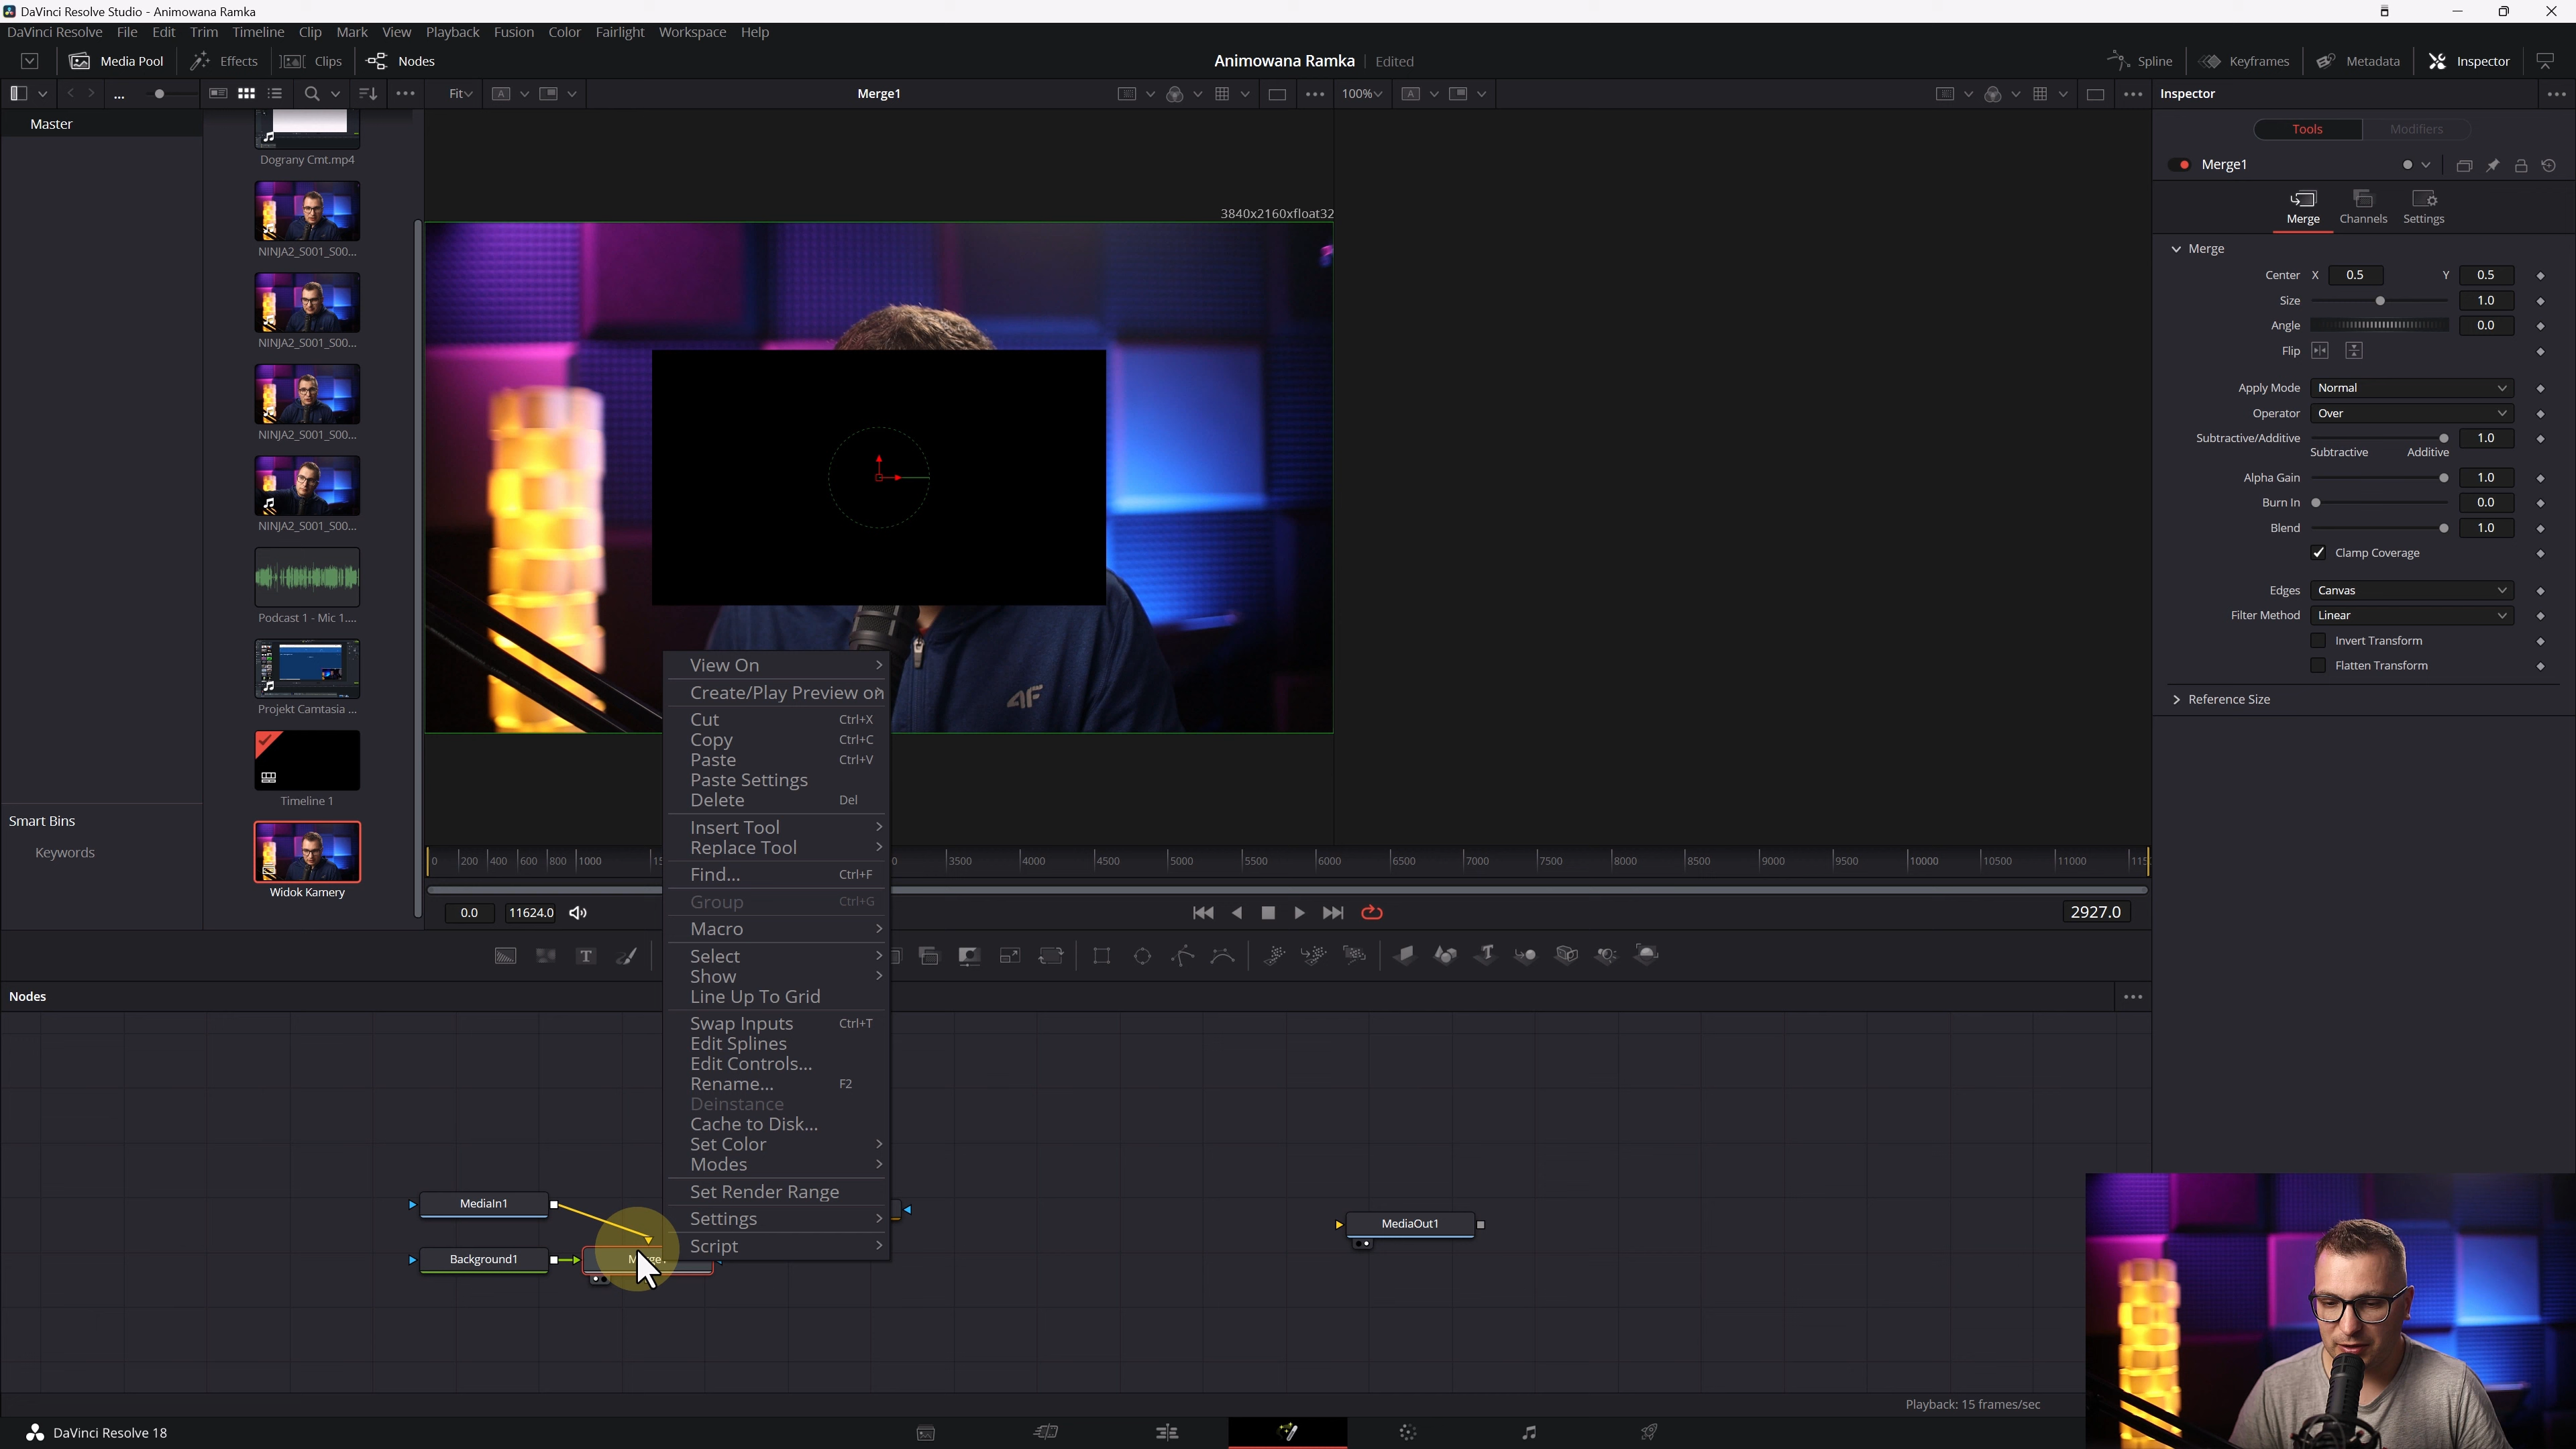 DaVinci Resolve Studio - Animowana Ramka
DaVinci Resolve File Edit Trim Timeline Clip Mark View Playback Fusion Color Fairlight Workspace Help
Media Pool Effects Clips Nodes Animowana Ramka Edited Spline Keyframes Metadata Inspector
... Fit Merge1 100% Inspector
Master
Dograny Cmt.mp4
NINJA2_S001_S00...
NINJA2_S001_S00...
NINJA2_S001_S00...
NINJA2_S001_S00...
Podcast 1 - Mic 1....
Projekt Camtasia ...
Timeline 1
Widok Kamery
Smart Bins
Keywords
3840x2160xfloat32
4F
Tools Modifiers
Merge1
Merge Channels Settings
Merge
Center X 0.5 Y 0.5
Size 1.0
Angle 0.0
Flip
Apply Mode Normal
Operator Over
Subtractive/Additive 1.0
Subtractive Additive
Alpha Gain 1.0
Burn In 0.0
Blend 1.0
Clamp Coverage
Edges Canvas
Filter Method Linear
Invert Transform
Flatten Transform
Reference Size
View On
Create/Play Preview on
Cut Ctrl+X
Copy Ctrl+C
Paste Ctrl+V
Paste Settings
Delete Del
Insert Tool
Replace Tool
Find... Ctrl+F
Group Ctrl+G
Macro
Select
Show
Line Up To Grid
Swap Inputs Ctrl+T
Edit Splines
Edit Controls...
Rename... F2
Deinstance
Cache to Disk...
Set Color
Modes
Set Render Range
Settings
Script
0 200 400 600 800 1000 3500 4000 4500 5000 5500 6000 6500 7000 7500 8000 8500 9000 9500 10000 10500 11000
0.0 11624.0 2927.0
Nodes
MediaIn1
Background1
MediaOut1
Playback: 15 frames/sec
DaVinci Resolve 18